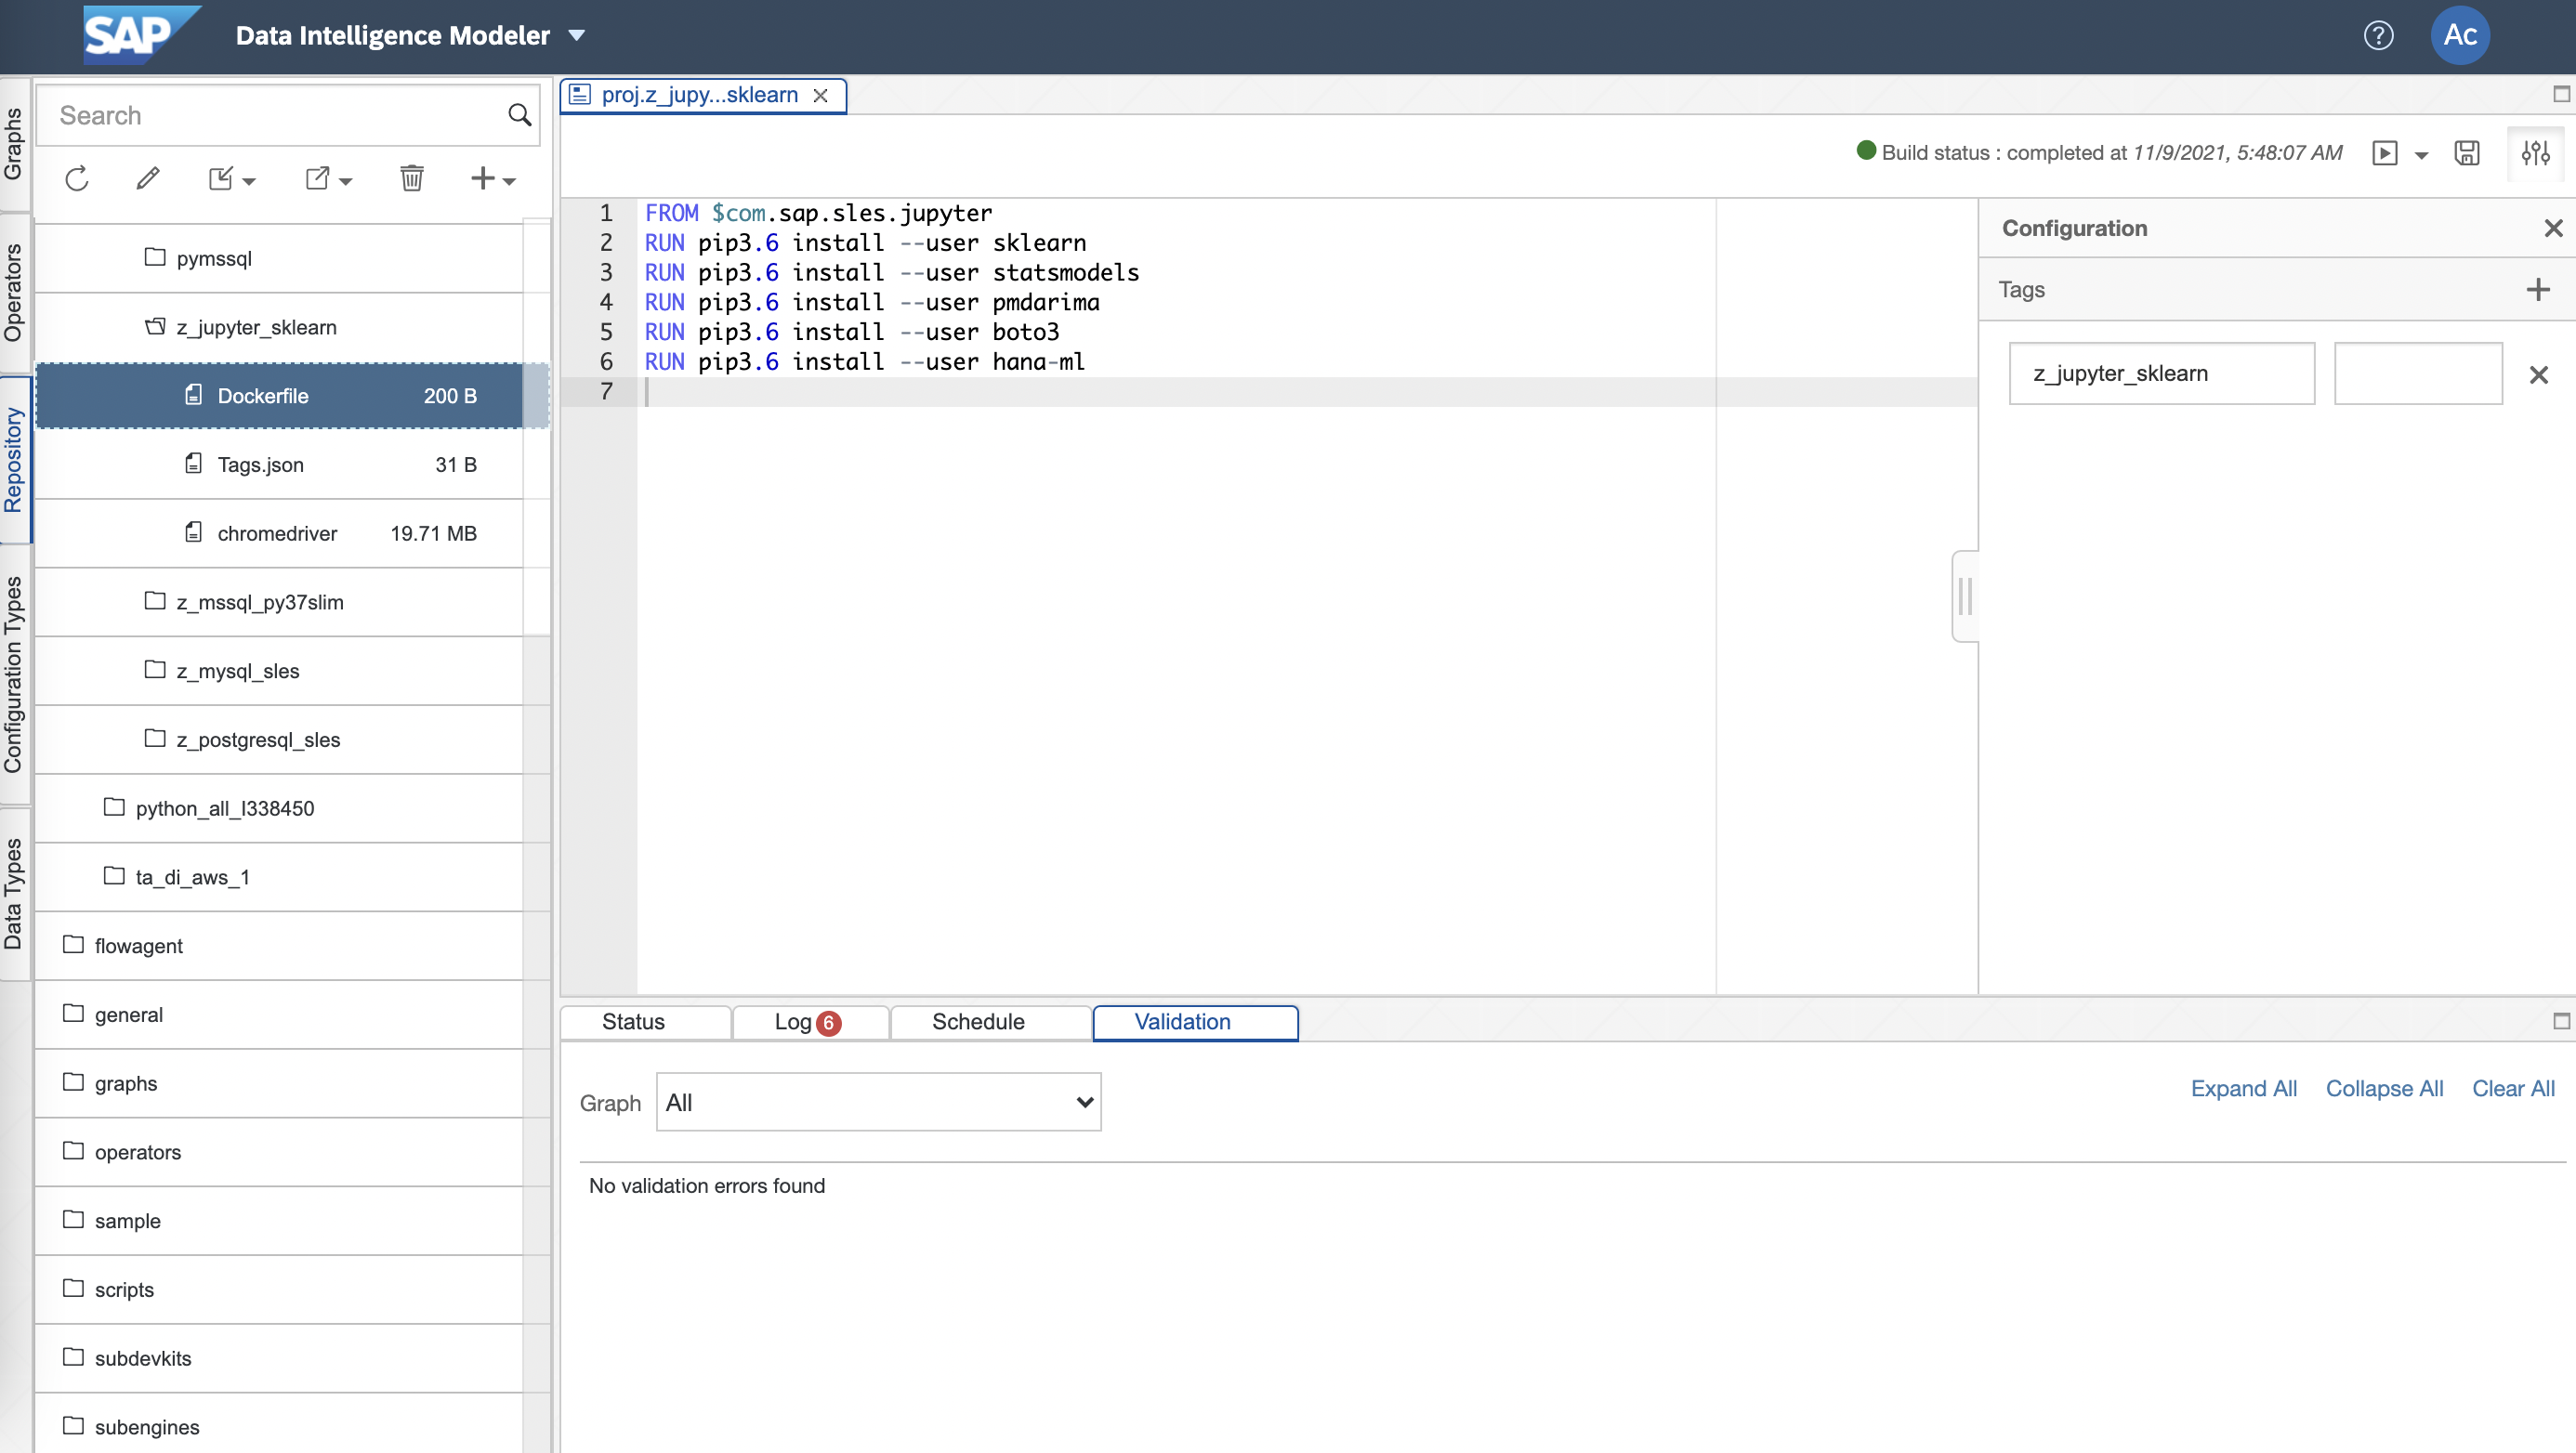 SAP Data Intelligence Modeler
? Ac
Graphs
Operators
Repository
Configuration Types
Data Types
Search
pymssql
z_jupyter_sklearn
Dockerfile 200 B
Tags.json 31 B
chromedriver 19.71 MB
z_mssql_py37slim
z_mysql_sles
z_postgresql_sles
python_all_I338450
ta_di_aws_1
flowagent
general
graphs
operators
sample
scripts
subdevkits
subengines
proj.z_jupy...sklearn
Build status : completed at 11/9/2021, 5:48:07 AM
1 FROM $com.sap.sles.jupyter
2 RUN pip3.6 install --user sklearn
3 RUN pip3.6 install --user statsmodels
4 RUN pip3.6 install --user pmdarima
5 RUN pip3.6 install --user boto3
6 RUN pip3.6 install --user hana-ml
7
Configuration
Tags
z_jupyter_sklearn
Status Log 6 Schedule Validation
Graph All
Expand All Collapse All Clear All
No validation errors found